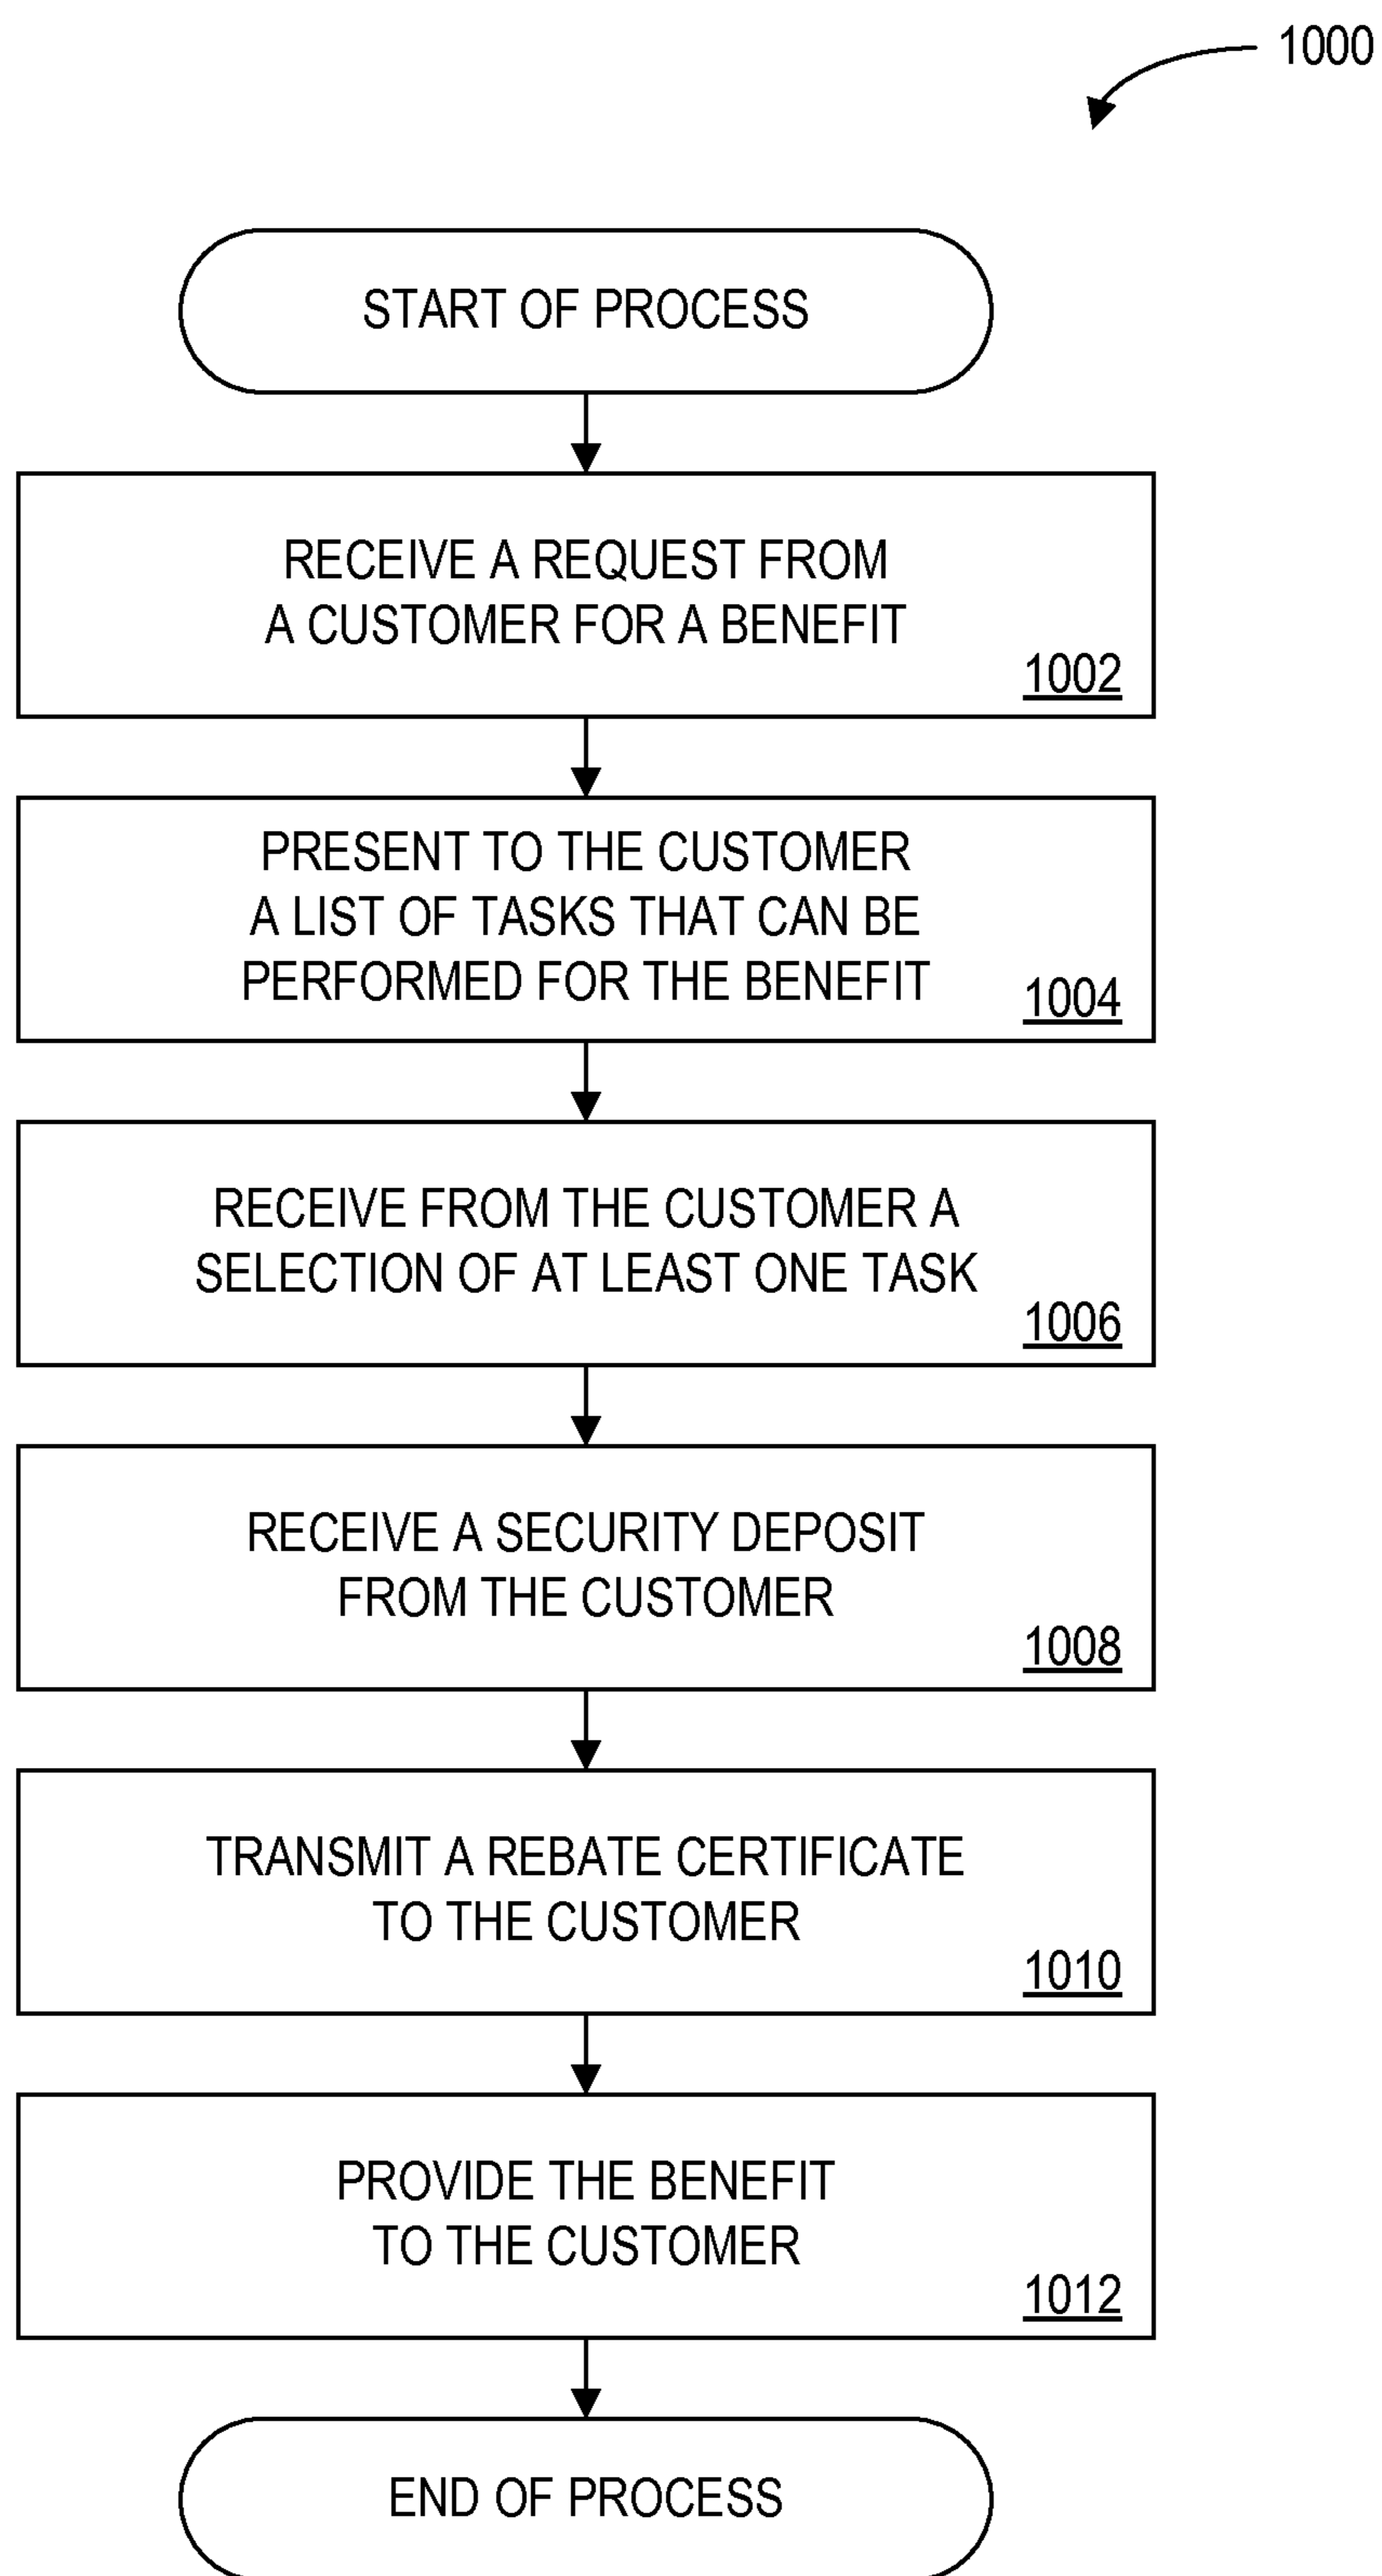 1000
START OF PROCESS
RECEIVE A REQUEST FROM
A CUSTOMER FOR A BENEFIT
1002
PRESENT TO THE CUSTOMER
A LIST OF TASKS THAT CAN BE
PERFORMED FOR THE BENEFIT
1004
RECEIVE FROM THE CUSTOMER A
SELECTION OF AT LEAST ONE TASK
1006
RECEIVE A SECURITY DEPOSIT
FROM THE CUSTOMER
1008
TRANSMIT A REBATE CERTIFICATE
TO THE CUSTOMER
1010
PROVIDE THE BENEFIT
TO THE CUSTOMER
1012
END OF PROCESS